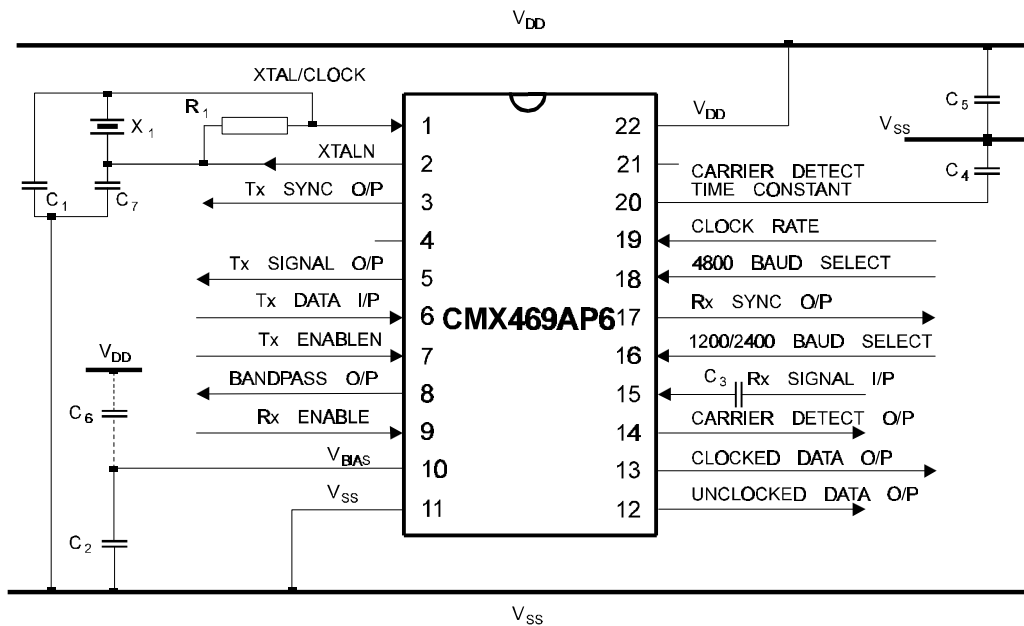 VDD
XTAL/CLOCK
R1
X1
C1
C7
XTALN
Tx SYNC O/P
Tx SIGNAL O/P
Tx DATA I/P
Tx ENABLEN
BANDPASS O/P
Rx ENABLE
VBIAS
VSS
VDD
C6
C2
1
2
3
4
5
6
7
8
9
10
11
CMX469AP6
22
21
20
19
18
17
16
15
14
13
12
VDD
CARRIER DETECT
TIME CONSTANT
CLOCK RATE
4800 BAUD SELECT
Rx SYNC O/P
1200/2400 BAUD SELECT
C3 Rx SIGNAL I/P
CARRIER DETECT O/P
CLOCKED DATA O/P
UNCLOCKED DATA O/P
C5
VSS
C4
VSS